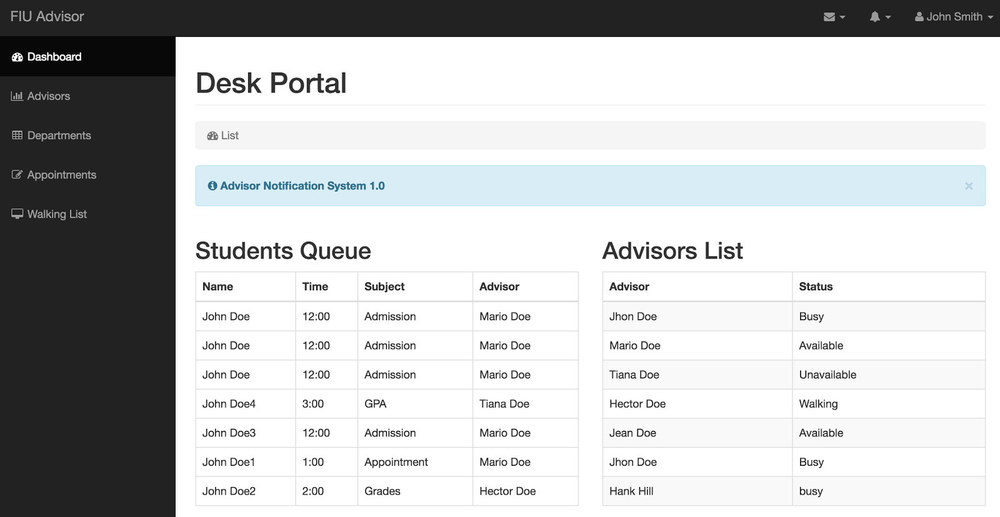 FIU Advisor
John Smith
Dashboard
Advisors
Departments
Appointments
Walking List
Desk Portal
List
Advisor Notification System 1.0
×
Students Queue
Name Time Subject Advisor
John Doe 12:00 Admission Mario Doe
John Doe 12:00 Admission Mario Doe
John Doe 12:00 Admission Mario Doe
John Doe4 3:00 GPA Tiana Doe
John Doe3 12:00 Admission Mario Doe
John Doe1 1:00 Appointment Mario Doe
John Doe2 2:00 Grades Hector Doe
Advisors List
Advisor Status
Jhon Doe Busy
Mario Doe Available
Tiana Doe Unavailable
Hector Doe Walking
Jean Doe Available
Jhon Doe Busy
Hank Hill busy